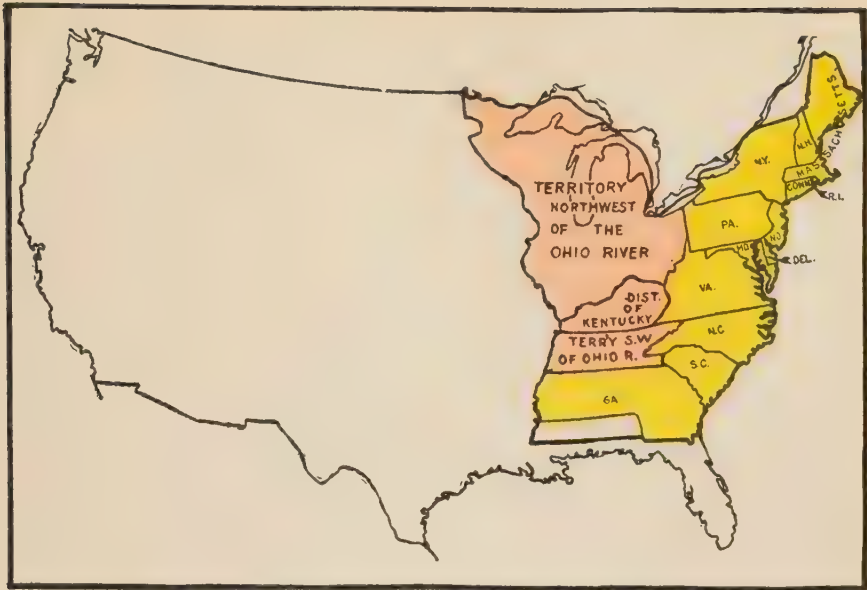 TERRITORY
NORTHWEST
OF THE
OHIO RIVER
DIST.
OF
KENTUCKY
TERR'Y S.W.
OF OHIO R.
MASSACHUSETTS
N.H.
N.Y.
MASS
CONN.
R.I.
PA.
N.J.
MD.
DEL.
VA.
N.C
S.C.
GA